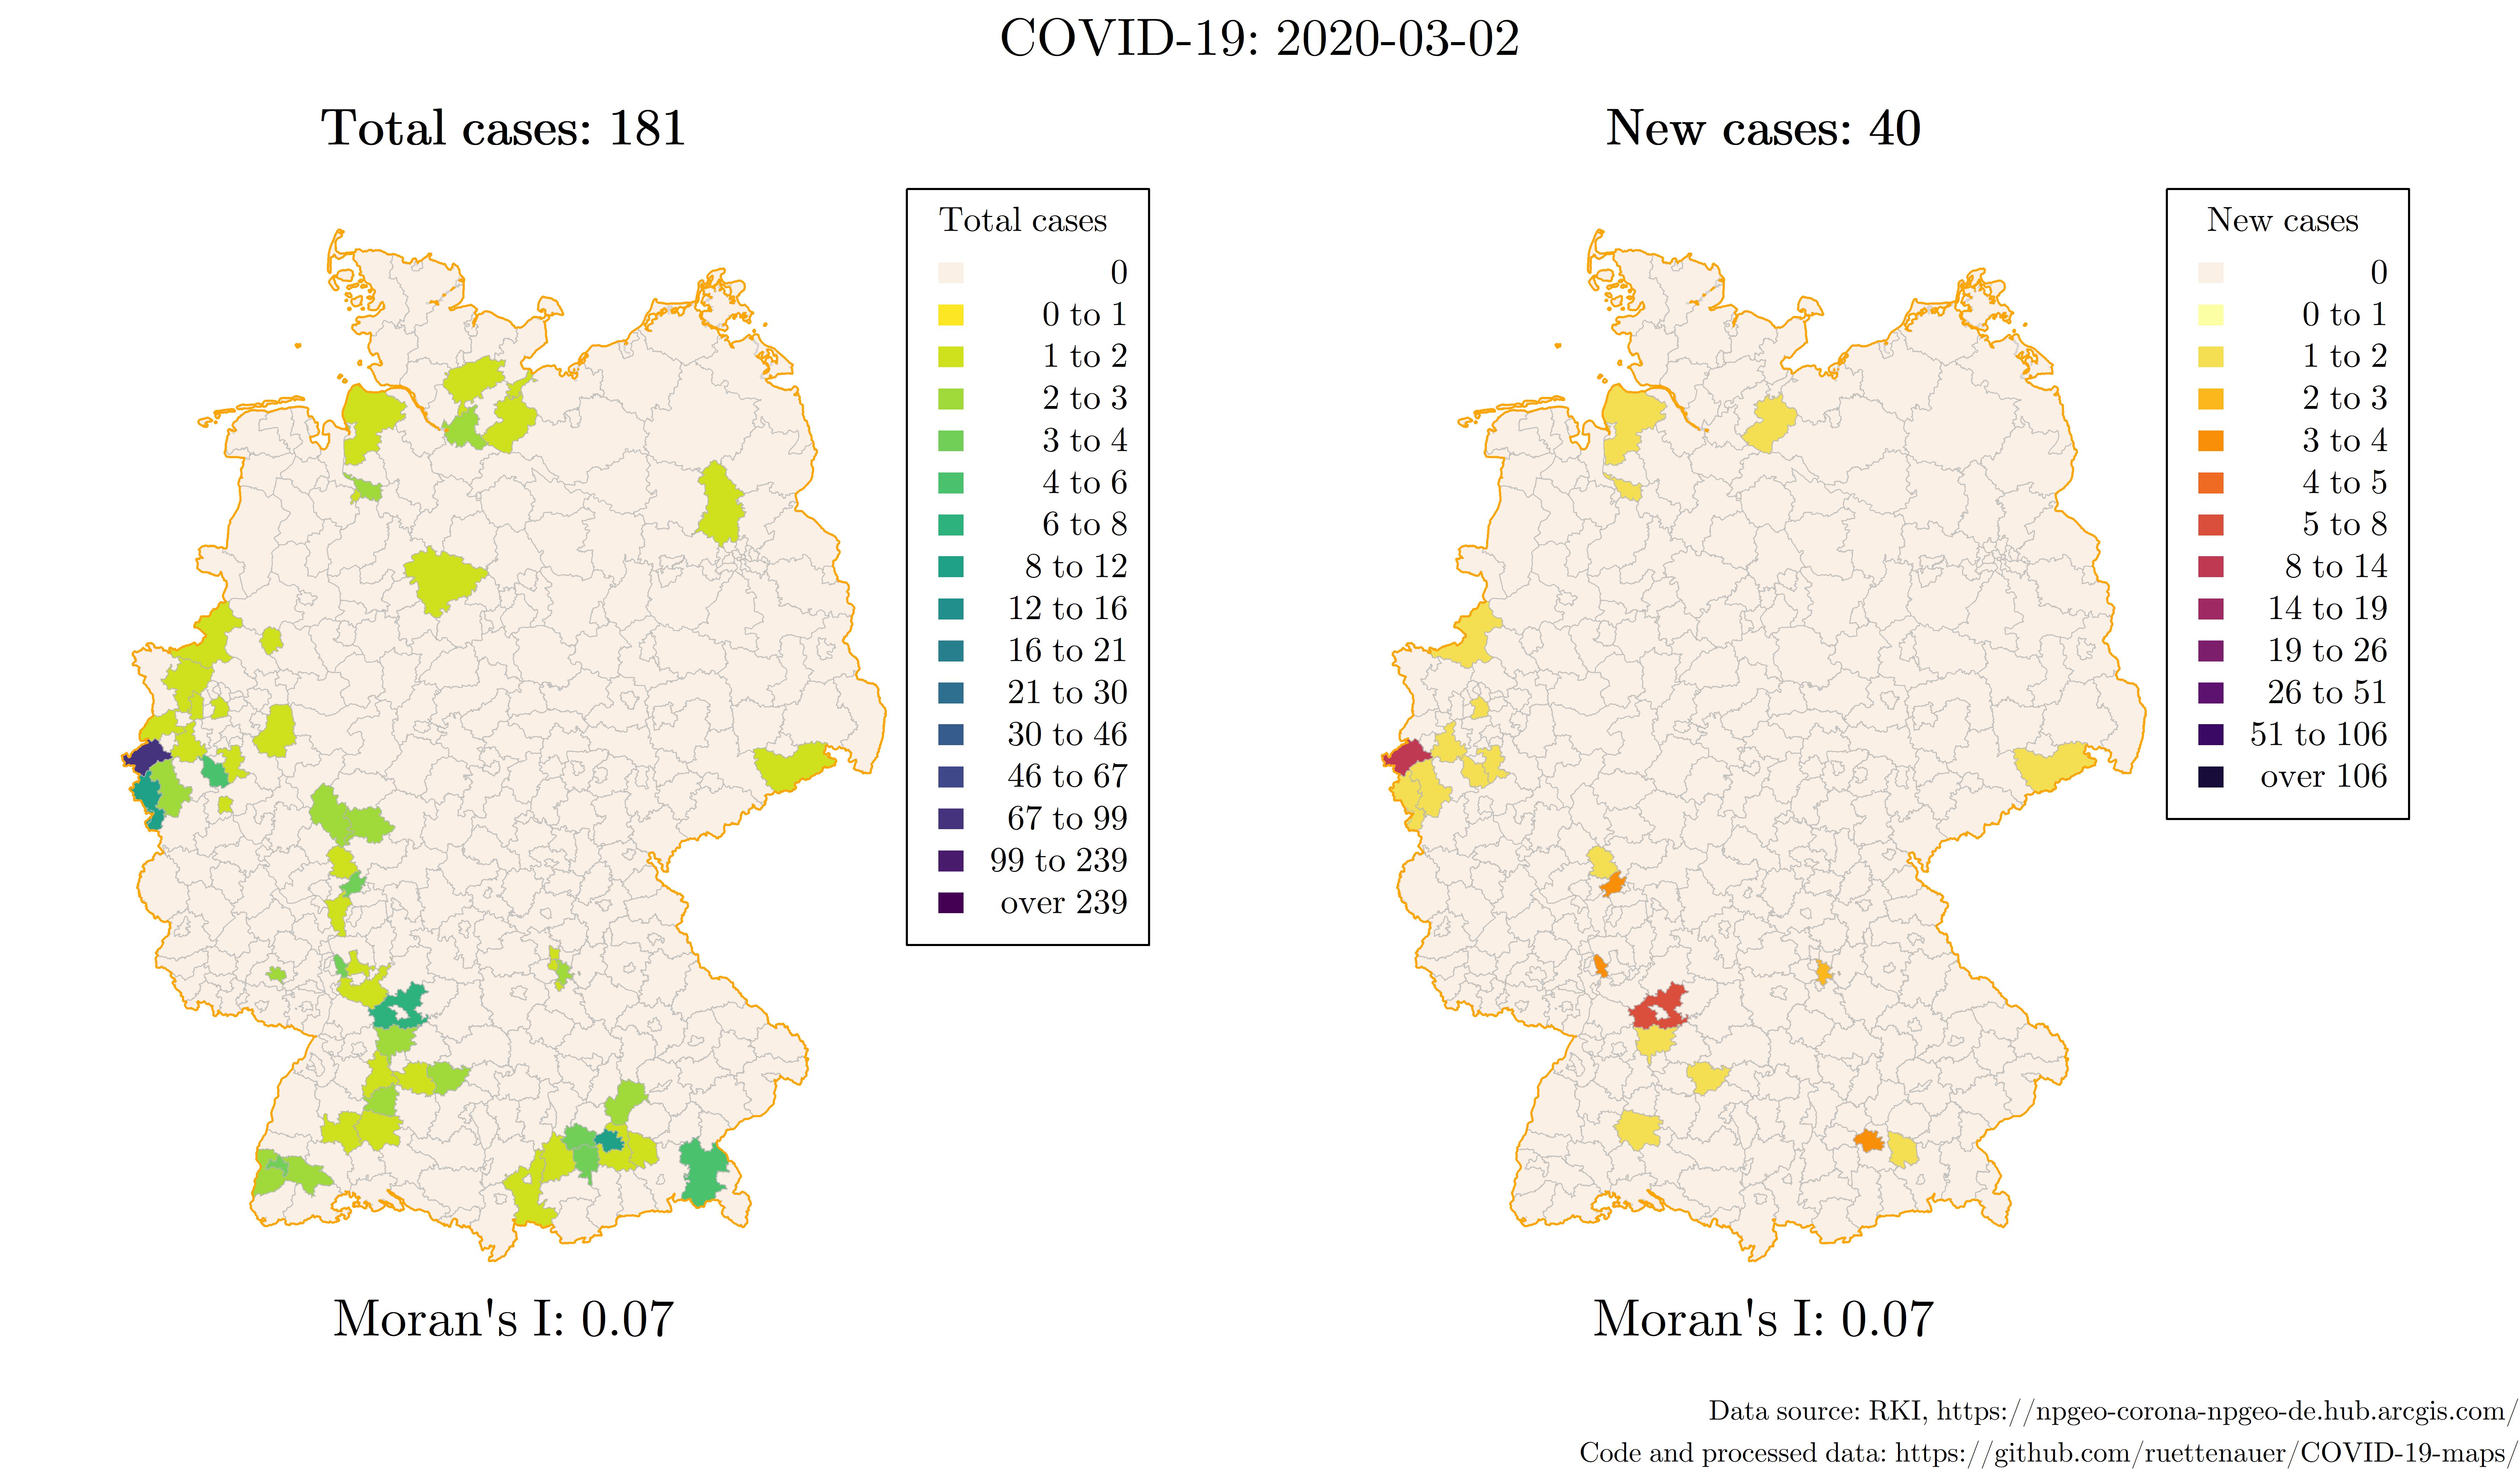 COVID-19: 2020-03-02
Total cases: 181
Total cases
0
0 to 1
1 to 2
2 to 3
3 to 4
4 to 6
6 to 8
8 to 12
12 to 16
16 to 21
21 to 30
30 to 46
46 to 67
67 to 99
99 to 239
over 239
Moran's I: 0.07
New cases: 40
New cases
0
0 to 1
1 to 2
2 to 3
3 to 4
4 to 5
5 to 8
8 to 14
14 to 19
19 to 26
26 to 51
51 to 106
over 106
Moran's I: 0.07
Data source: RKI, https://npgeo-corona-npgeo-de.hub.arcgis.com/
Code and processed data: https://github.com/ruettenauer/COVID-19-maps/